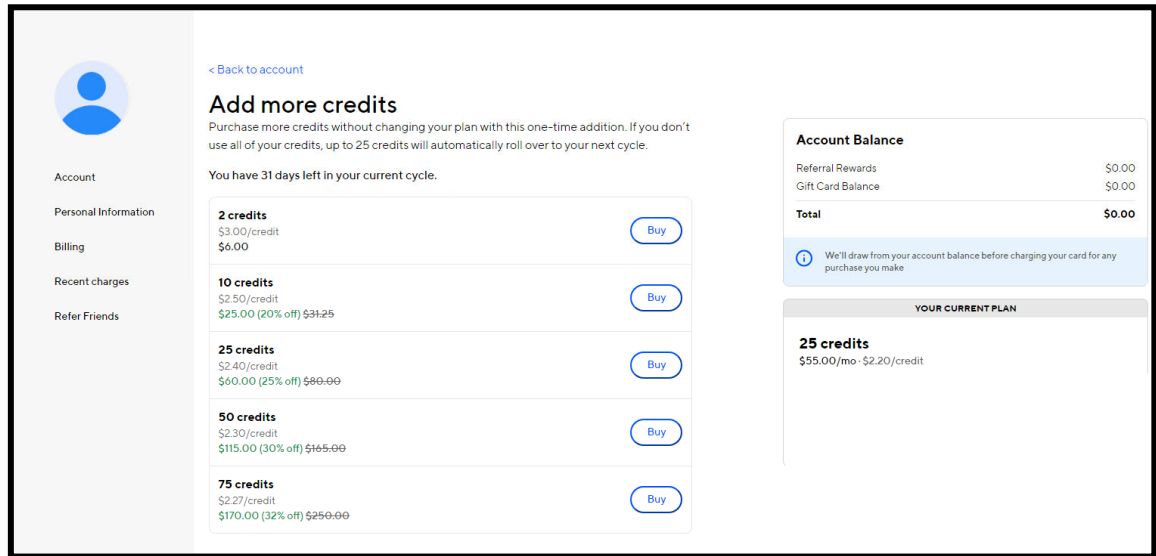 < Back to account
Add more credits
Purchase more credits without changing your plan with this one-time addition. If you don't
use all of your credits, up to 25 credits will automatically roll over to your next cycle.
You have 31 days left in your current cycle.
Account
Personal Information
Billing
Recent charges
Refer Friends
2 credits
$3.00/credit
$6.00
Buy
10 credits
$2.50/credit
$25.00 (20% off) $31.25
Buy
25 credits
$2.40/credit
$60.00 (25% off) $80.00
Buy
50 credits
$2.30/credit
$115.00 (30% off) $165.00
Buy
75 credits
$2.27/credit
$170.00 (32% off) $250.00
Buy
Account Balance
Referral Rewards $0.00
Gift Card Balance $0.00
Total $0.00
We'll draw from your account balance before charging your card for any
purchase you make
YOUR CURRENT PLAN
25 credits
$55.00/mo · $2.20/credit